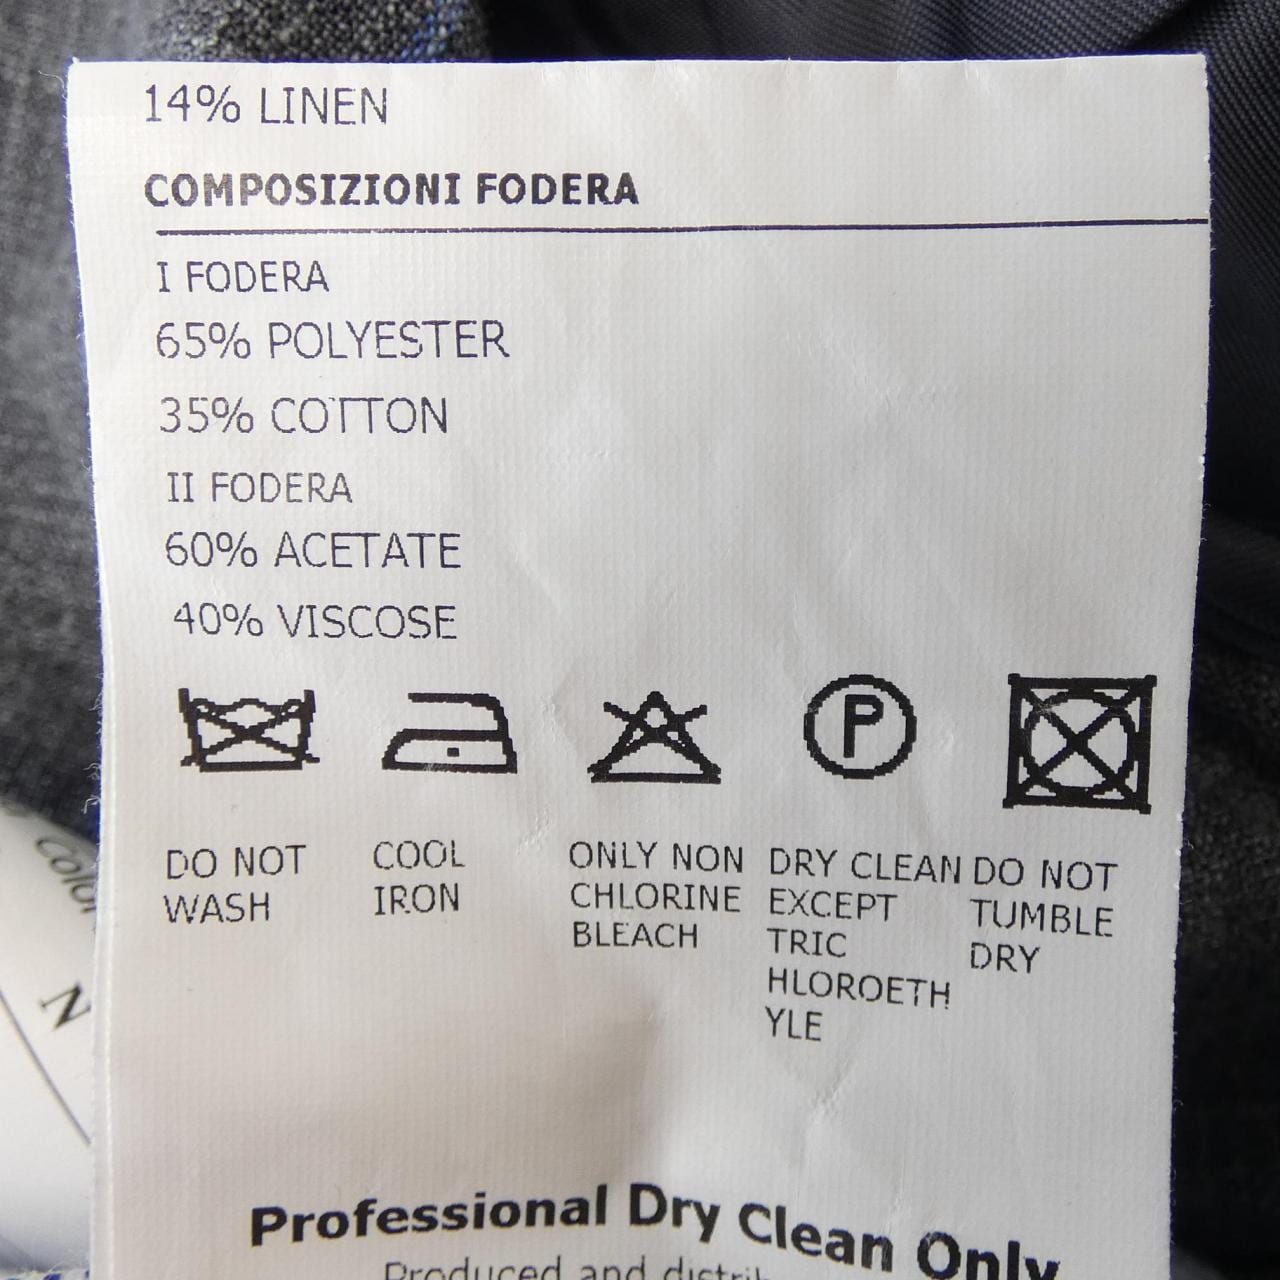 14% LINEN
COMPOSIZIONI FODERA
I FODERA
65% POLYESTER
35% COTTON
II FODERA
60% ACETATE
40% VISCOSE
P
DO NOT
WASH
COOL
IRON
ONLY NON
CHLORINE
BLEACH
DRY CLEAN
EXCEPT
TRIC
HLOROETH
YLE
DO NOT
TUMBLE
DRY
Professional Dry Clean Only
Produced and
N